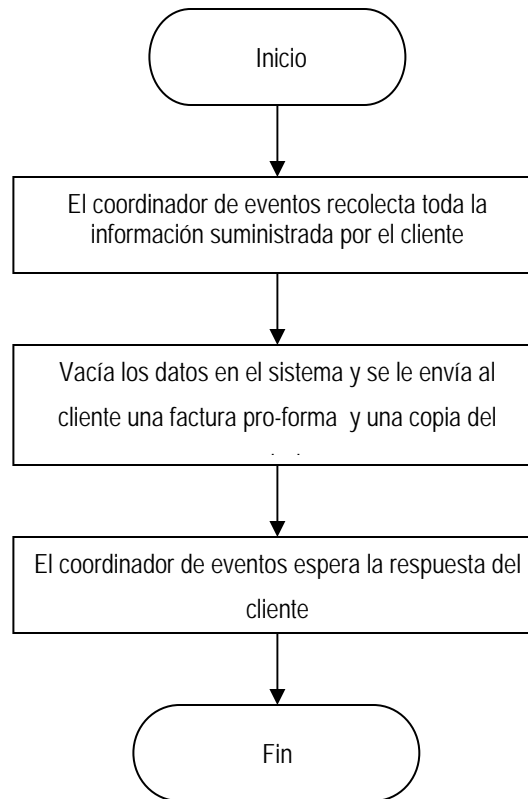 Inicio
El coordinador de eventos recolecta toda la
información suministrada por el cliente
Vacía los datos en el sistema y se le envía al
cliente una factura pro-forma y una copia del
El coordinador de eventos espera la respuesta del
cliente
Fin